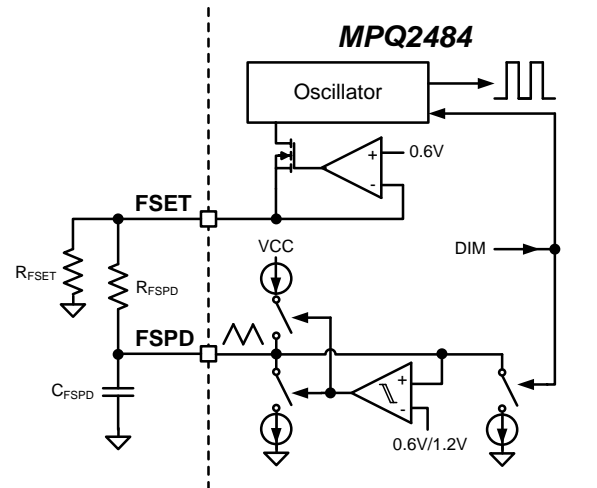 MPQ2484
Oscillator
+
0.6V
-
FSET
DIM
VCC
RFSET
RFSPD
FSPD
CFSPD
+
-
0.6V/1.2V